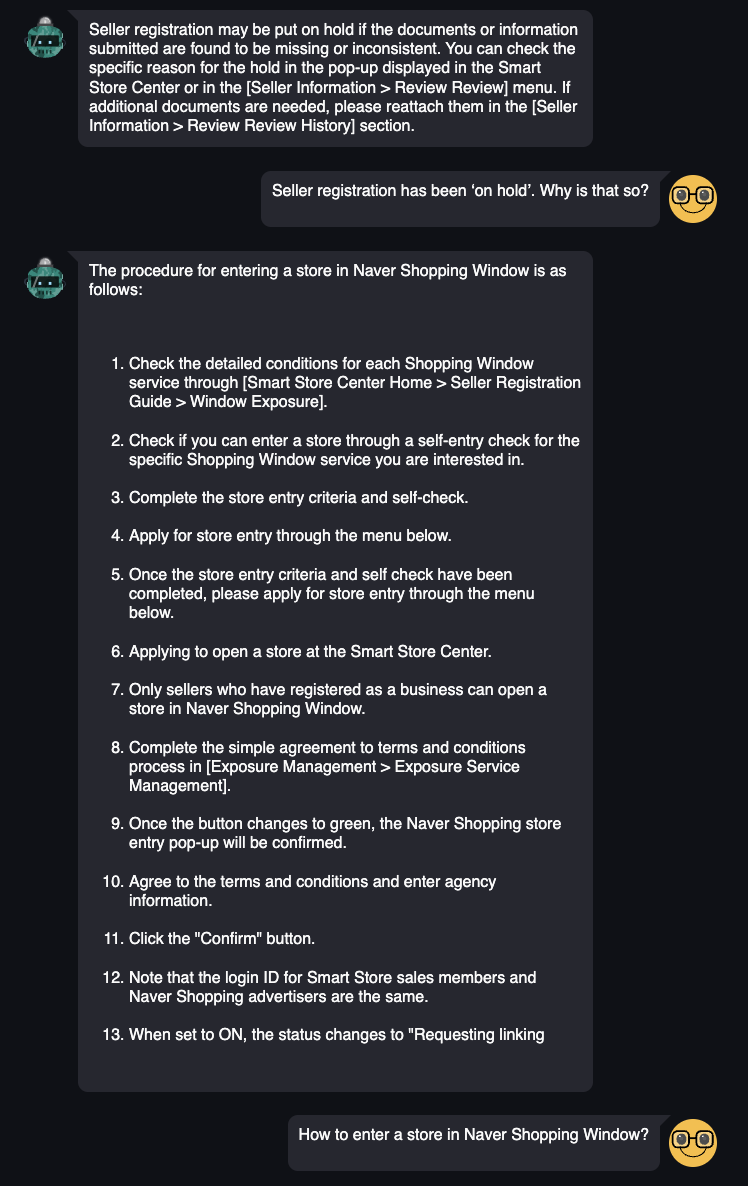 Seller registration may be put on hold if the documents or information
submitted are found to be missing or inconsistent. You can check the
specific reason for the hold in the pop-up displayed in the Smart
Store Center or in the [Seller Information > Review Review] menu. If
additional documents are needed, please reattach them in the [Seller
Information > Review Review History] section.
Seller registration has been ‘on hold’. Why is that so?
The procedure for entering a store in Naver Shopping Window is as
follows:
1. Check the detailed conditions for each Shopping Window
service through [Smart Store Center Home > Seller Registration
Guide > Window Exposure].
2. Check if you can enter a store through a self-entry check for the
specific Shopping Window service you are interested in.
3. Complete the store entry criteria and self-check.
4. Apply for store entry through the menu below.
5. Once the store entry criteria and self check have been
completed, please apply for store entry through the menu
below.
6. Applying to open a store at the Smart Store Center.
7. Only sellers who have registered as a business can open a
store in Naver Shopping Window.
8. Complete the simple agreement to terms and conditions
process in [Exposure Management > Exposure Service
Management].
9. Once the button changes to green, the Naver Shopping store
entry pop-up will be confirmed.
10. Agree to the terms and conditions and enter agency
information.
11. Click the "Confirm" button.
12. Note that the login ID for Smart Store sales members and
Naver Shopping advertisers are the same.
13. When set to ON, the status changes to "Requesting linking
How to enter a store in Naver Shopping Window?